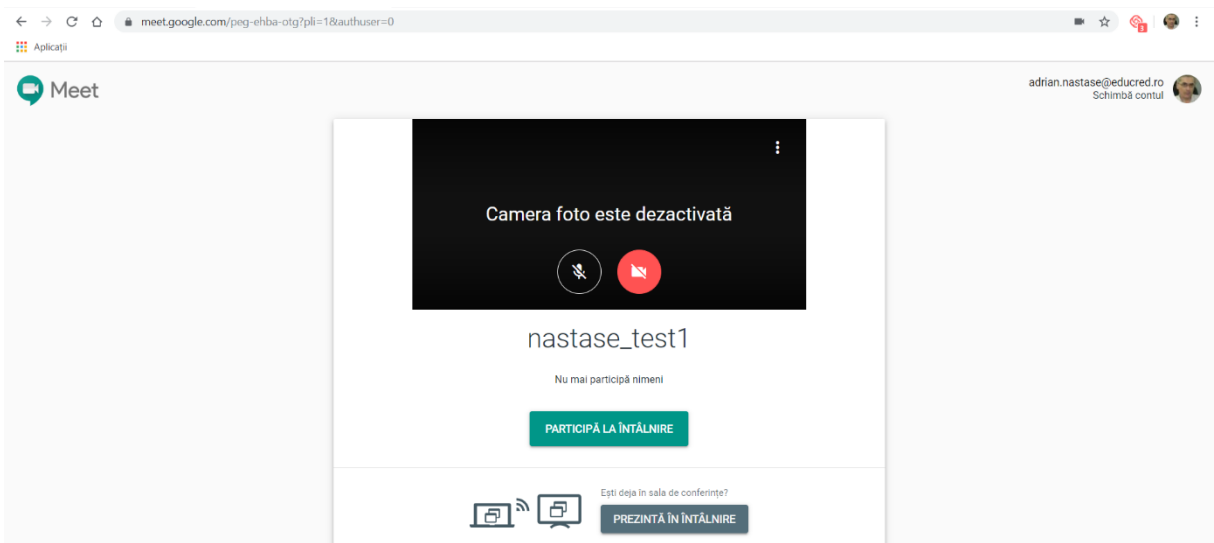 meet.google.com/peg-ehba-otg?pli=1&authuser=0
3
Aplicații
Meet
adrian.nastase@educred.ro
Schimbă contul
Camera foto este dezactivată
nastase_test1
Nu mai participă nimeni
PARTICIPĂ LA ÎNTÂLNIRE
Ești deja în sala de conferințe?
PREZINTĂ ÎN ÎNTÂLNIRE